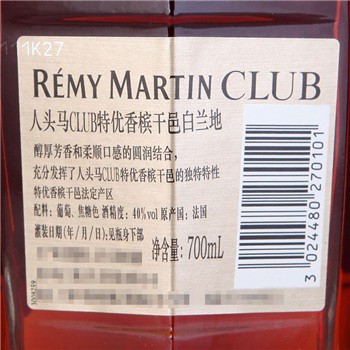 11K27
RÉMY MARTIN CLUB
人头马CLUB特优香槟干邑白兰地
醇厚芳香和柔顺口感的圆润结合，
充分发挥了人头马CLUB特优香槟干邑的独特特性
特优香槟干邑法定产区
配料：葡萄、焦糖色 酒精度：40%vol 原产国：法国
灌装日期（年/月/日）：见瓶身下部
净含量：700mL
3 024480 270101